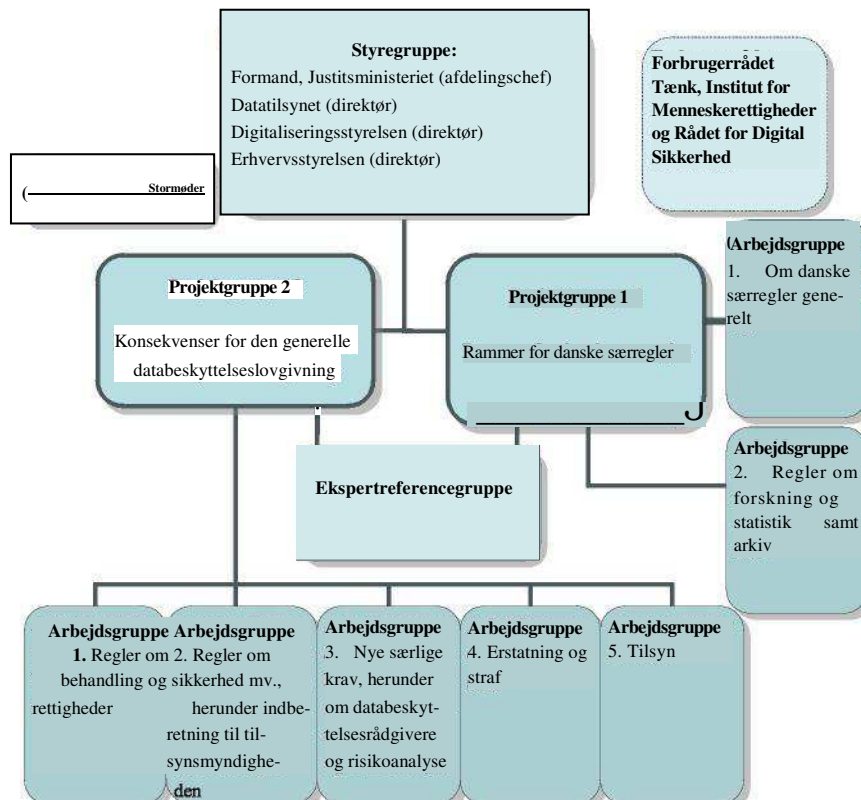 Styregruppe:
Formand, Justitsministeriet (afdelingschef)
Datatilsynet (direktør)
Digitaliseringsstyrelsen (direktør)
Erhvervsstyrelsen (direktør)
Forbrugerrådet
Tænk, Institut for
Menneskerettigheder
og Rådet for Digital
Sikkerhed
(Stormøder
Projektgruppe 2
Konsekvenser for den generelle
databeskyttelseslovgivning
Projektgruppe 1
Rammer for danske særregler
J
(Arbejdsgruppe
1. Om danske
særregler gene-
relt
Arbejdsgruppe
2. Regler om
forskning og
statistik samt
arkiv
Ekspertreferencegruppe
Arbejdsgruppe
1. Regler om
behandling og
rettigheder
Arbejdsgruppe
2. Regler om
sikkerhed mv.,
herunder indbe-
retning til til-
synsmyndighe-
den
Arbejdsgruppe
3. Nye særlige
krav, herunder
om databeskyt-
telsesrådgivere
og risikoanalyse
Arbejdsgruppe
4. Erstatning og
straf
Arbejdsgruppe
5. Tilsyn